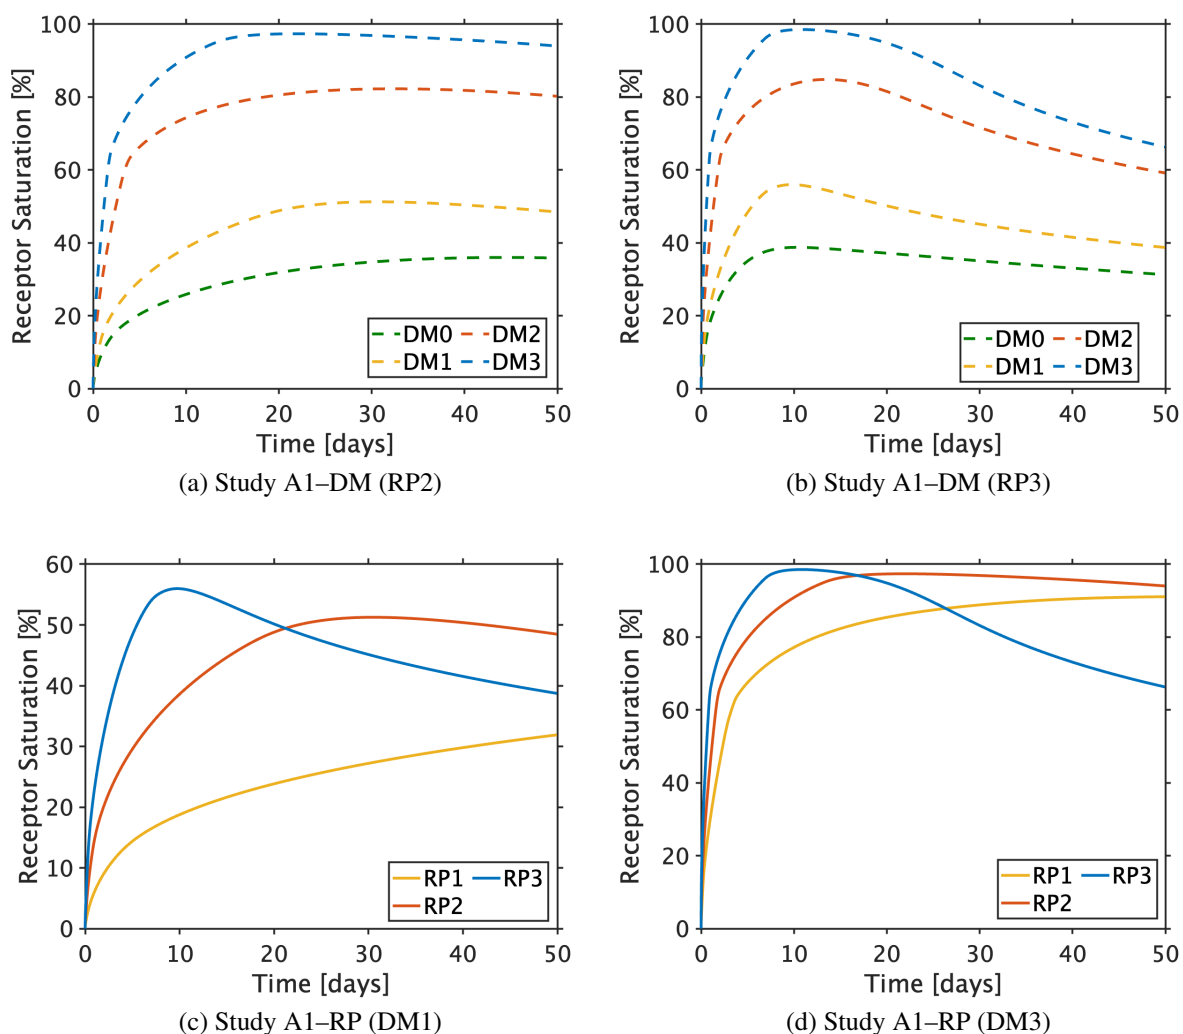 100
80
60
40
20
0
Receptor Saturation [%]
DM0 DM2
DM1 DM3
0 10 20 30 40 50
Time [days]
(a) Study A1–DM (RP2)
100
80
60
40
20
0
Receptor Saturation [%]
DM0 DM2
DM1 DM3
0 10 20 30 40 50
Time [days]
(b) Study A1–DM (RP3)
60
50
40
30
20
10
0
Receptor Saturation [%]
RP1 RP3
RP2
0 10 20 30 40 50
Time [days]
(c) Study A1–RP (DM1)
100
80
60
40
20
0
Receptor Saturation [%]
RP1 RP3
RP2
0 10 20 30 40 50
Time [days]
(d) Study A1–RP (DM3)